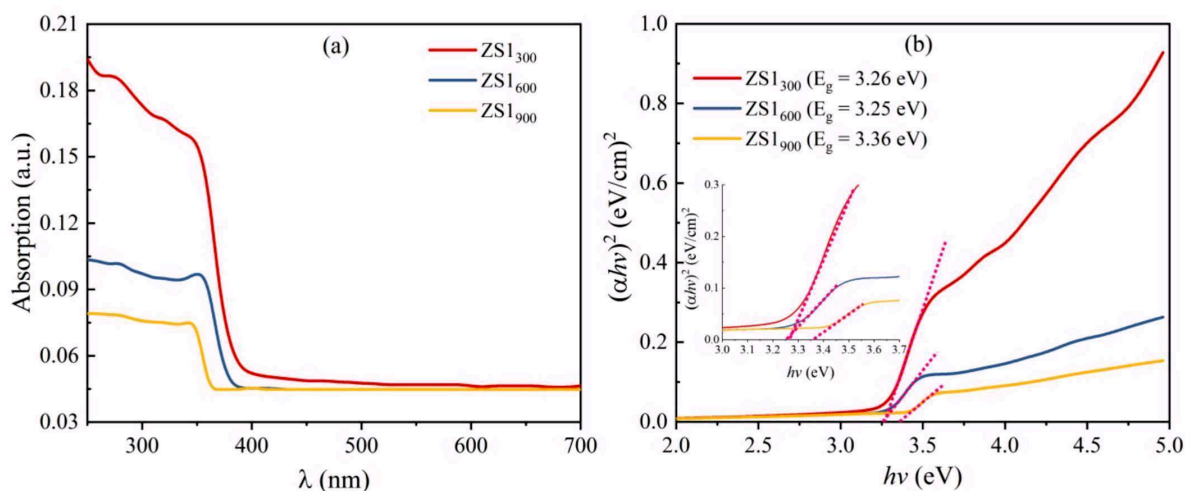 (a)
ZS1₃₀₀
ZS1₆₀₀
ZS1₉₀₀
0.21
0.18
0.15
0.12
0.09
0.06
0.03
Absorption (a.u.)
300 400 500 600 700
λ (nm)
(b)
ZS1₃₀₀ (E_g = 3.26 eV)
ZS1₆₀₀ (E_g = 3.25 eV)
ZS1₉₀₀ (E_g = 3.36 eV)
1.0
0.8
0.6
0.4
0.2
0.0
(αhν)² (eV/cm)²
0.3
0.2
0.1
0.0
(αhν)² (eV/cm)²
3.0 3.1 3.2 3.3 3.4 3.5 3.6 3.7
hν (eV)
2.0 2.5 3.0 3.5 4.0 4.5 5.0
hν (eV)